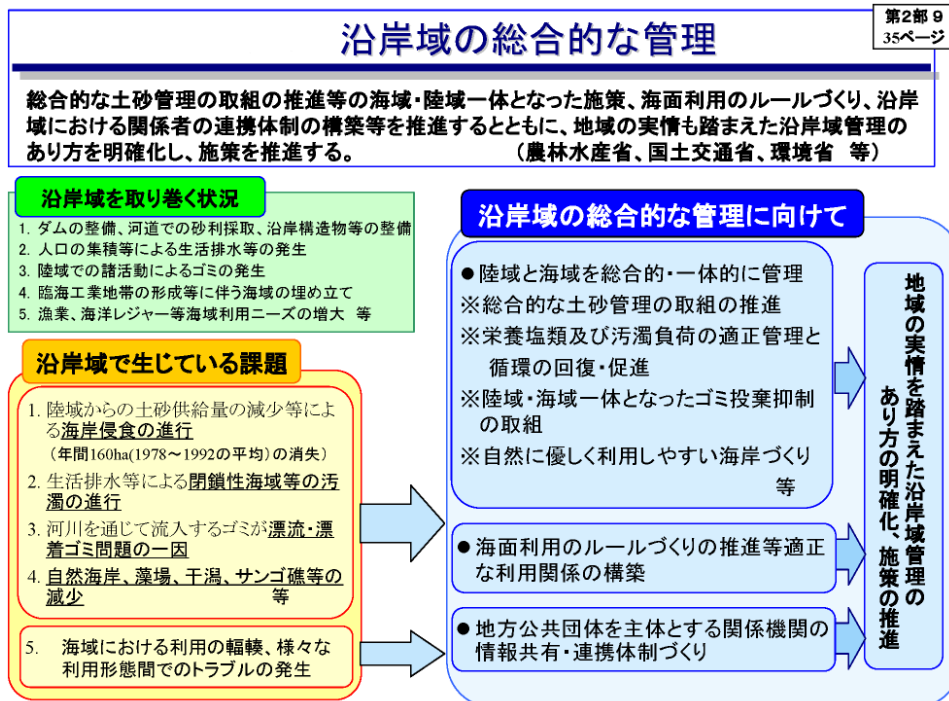 第2部 9
35ページ
沿岸域の総合的な管理
総合的な土砂管理の取組の推進等の海域・陸域一体となった施策、海面利用のルールづくり、沿岸
域における関係者の連携体制の構築等を推進するとともに、地域の実情も踏まえた沿岸域管理の
あり方を明確化し、施策を推進する。　（農林水産省、国土交通省、環境省　等）
沿岸域を取り巻く状況
1. ダムの整備、河道での砂利採取、沿岸構造物等の整備
2. 人口の集積等による生活排水等の発生
3. 陸域での諸活動によるゴミの発生
4. 臨海工業地帯の形成等に伴う海域の埋め立て
5. 漁業、海洋レジャー等海域利用ニーズの増大　等
沿岸域で生じている課題
1. 陸域からの土砂供給量の減少等によ
る海岸侵食の進行
（年間160ha(1978～1992の平均）の消失）
2. 生活排水等による閉鎖性海域等の汚
濁の進行
3. 河川を通じて流入するゴミが漂流・漂
着ゴミ問題の一因
4. 自然海岸、藻場、干潟、サンゴ礁等の
減少　等
5. 海域における利用の輻輳、様々な
利用形態間でのトラブルの発生
沿岸域の総合的な管理に向けて
●陸域と海域を総合的・一体的に管理
※総合的な土砂管理の取組の推進
※栄養塩類及び汚濁負荷の適正管理と
循環の回復・促進
※陸域・海域一体となったゴミ投棄抑制
の取組
※自然に優しく利用しやすい海岸づくり
等
●海面利用のルールづくりの推進等適正
な利用関係の構築
●地方公共団体を主体とする関係機関の
情報共有・連携体制づくり
地域の実情を踏まえた沿岸域管理の
あり方の明確化、施策の推進